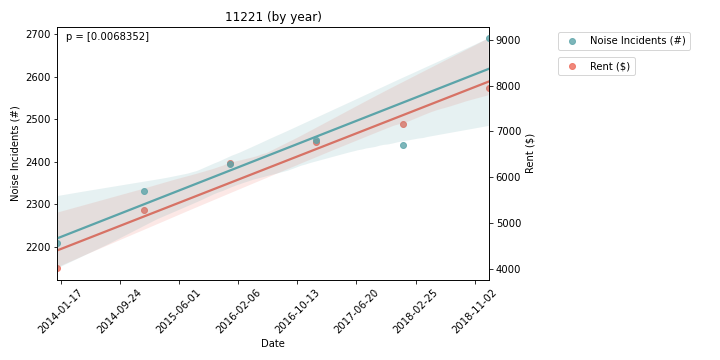 11221 (by year)
p = [0.0068352]
Noise Incidents (#)
Rent ($)
2700
2600
2500
2400
2300
2200
Noise Incidents (#)
9000
8000
7000
6000
5000
4000
Rent ($)
2014-01-17
2014-09-24
2015-06-01
2016-02-06
2016-10-13
2017-06-20
2018-02-25
2018-11-02
Date